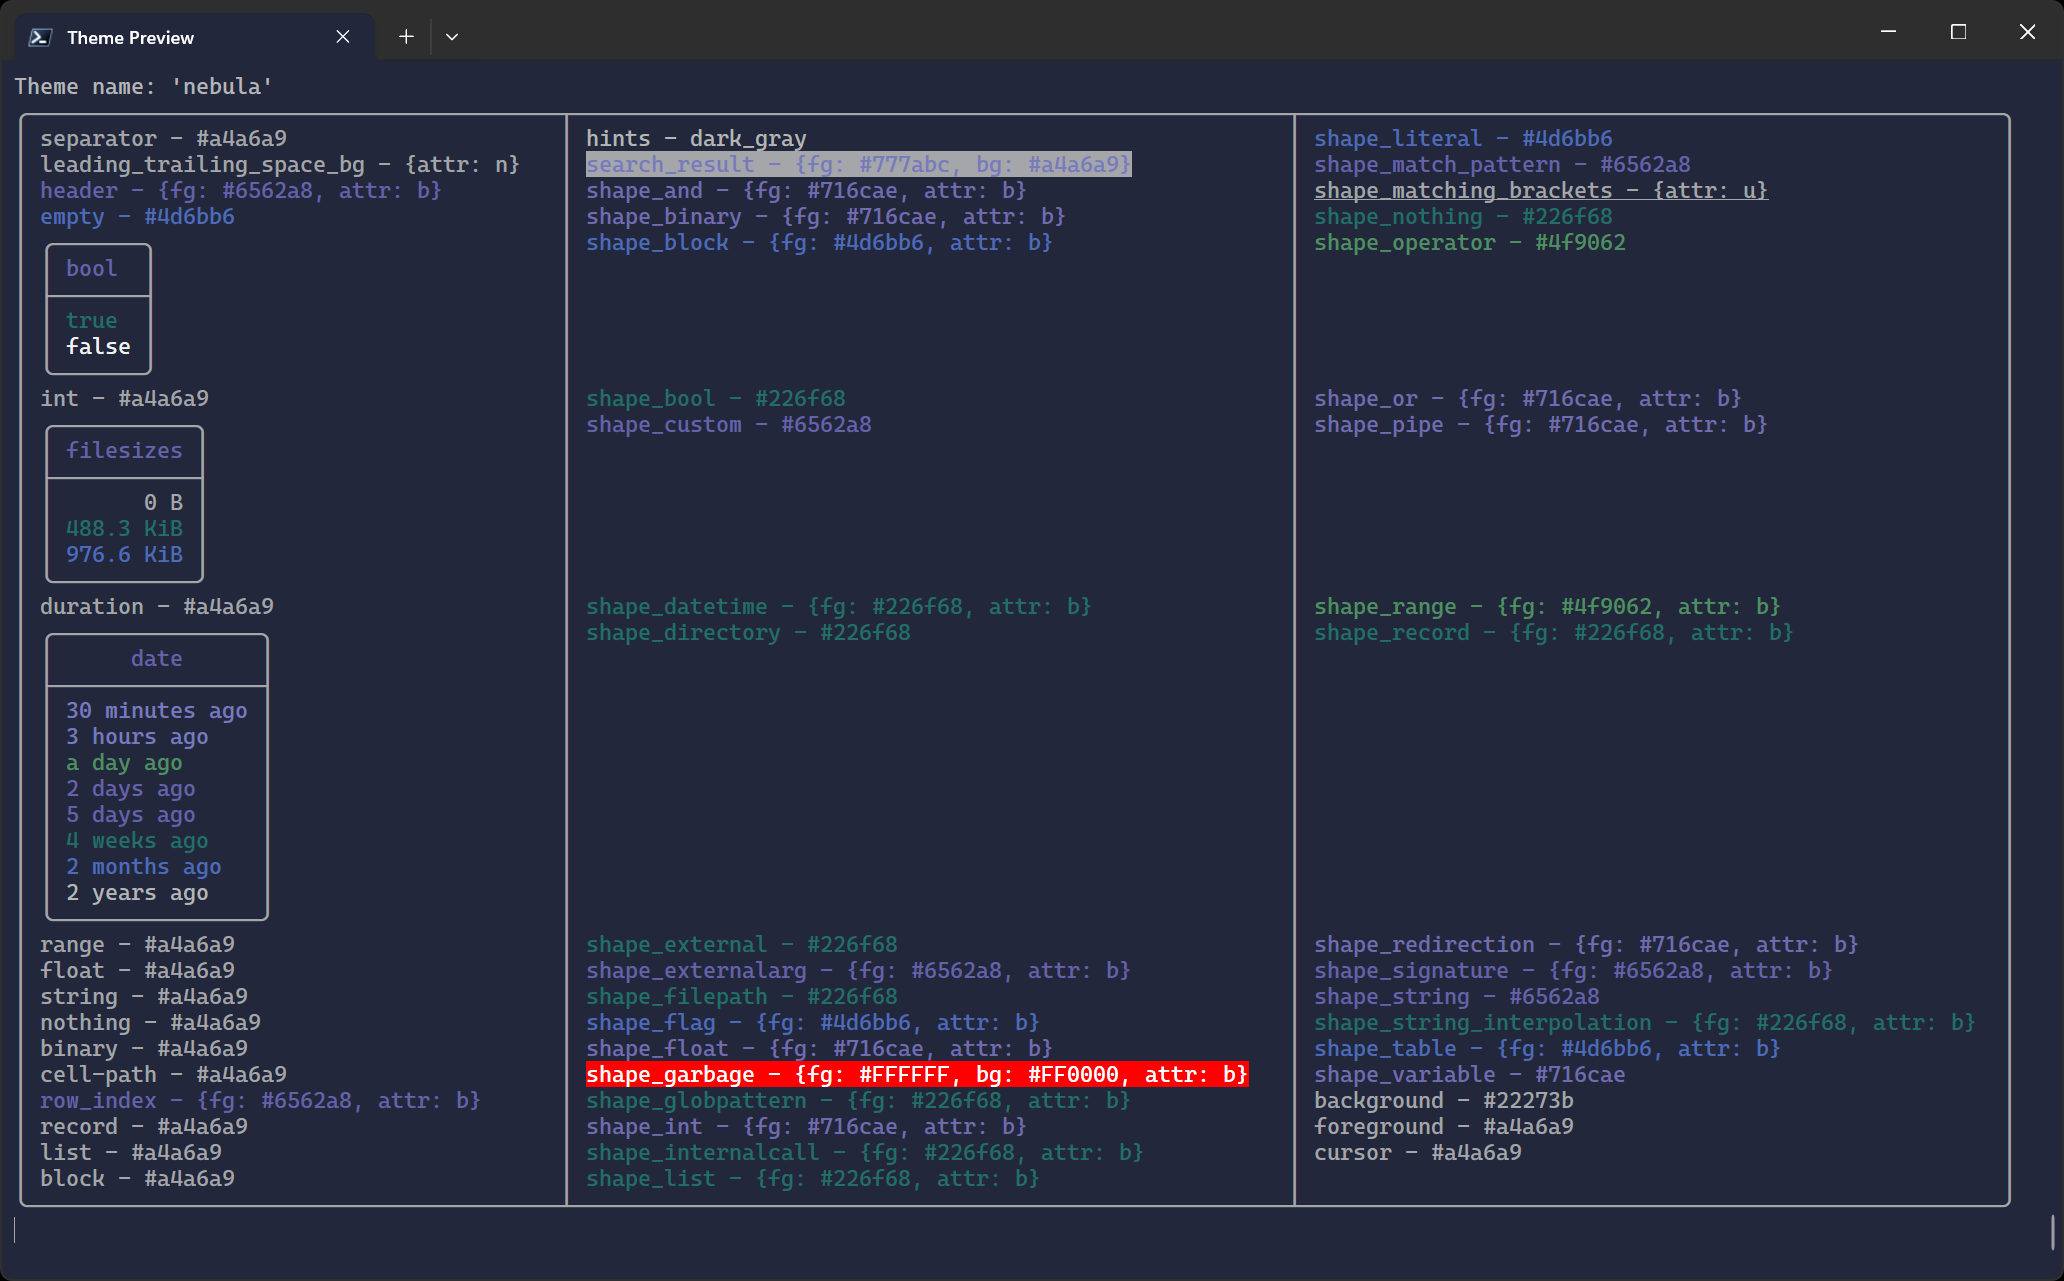 Theme Preview
Theme name: 'nebula'
separator - #a4a6a9
leading_trailing_space_bg - {attr: n}
header - {fg: #6562a8, attr: b}
empty - #4d6bb6
bool
true
false
int - #a4a6a9
filesizes
0 B
488.3 KiB
976.6 KiB
duration - #a4a6a9
date
30 minutes ago
3 hours ago
a day ago
2 days ago
5 days ago
4 weeks ago
2 months ago
2 years ago
range - #a4a6a9
float - #a4a6a9
string - #a4a6a9
nothing - #a4a6a9
binary - #a4a6a9
cell-path - #a4a6a9
row_index - {fg: #6562a8, attr: b}
record - #a4a6a9
list - #a4a6a9
block - #a4a6a9
hints - dark_gray
search_result - {fg: #777abc, bg: #a4a6a9}
shape_and - {fg: #716cae, attr: b}
shape_binary - {fg: #716cae, attr: b}
shape_block - {fg: #4d6bb6, attr: b}
shape_bool - #226f68
shape_custom - #6562a8
shape_datetime - {fg: #226f68, attr: b}
shape_directory - #226f68
shape_external - #226f68
shape_externalarg - {fg: #6562a8, attr: b}
shape_filepath - #226f68
shape_flag - {fg: #4d6bb6, attr: b}
shape_float - {fg: #716cae, attr: b}
shape_garbage - {fg: #FFFFFF, bg: #FF0000, attr: b}
shape_globpattern - {fg: #226f68, attr: b}
shape_int - {fg: #716cae, attr: b}
shape_internalcall - {fg: #226f68, attr: b}
shape_list - {fg: #226f68, attr: b}
shape_literal - #4d6bb6
shape_match_pattern - #6562a8
shape_matching_brackets - {attr: u}
shape_nothing - #226f68
shape_operator - #4f9062
shape_or - {fg: #716cae, attr: b}
shape_pipe - {fg: #716cae, attr: b}
shape_range - {fg: #4f9062, attr: b}
shape_record - {fg: #226f68, attr: b}
shape_redirection - {fg: #716cae, attr: b}
shape_signature - {fg: #6562a8, attr: b}
shape_string - #6562a8
shape_string_interpolation - {fg: #226f68, attr: b}
shape_table - {fg: #4d6bb6, attr: b}
shape_variable - #716cae
background - #22273b
foreground - #a4a6a9
cursor - #a4a6a9